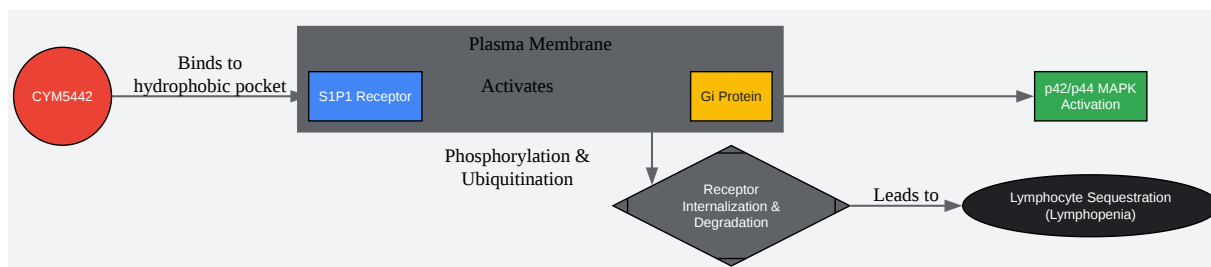 Plasma Membrane
CYM5442
Binds to
hydrophobic pocket
S1P1 Receptor
Activates
Gi Protein
p42/p44 MAPK
Activation
Phosphorylation &
Ubiquitination
Receptor
Internalization &
Degradation
Leads to
Lymphocyte Sequestration
(Lymphopenia)